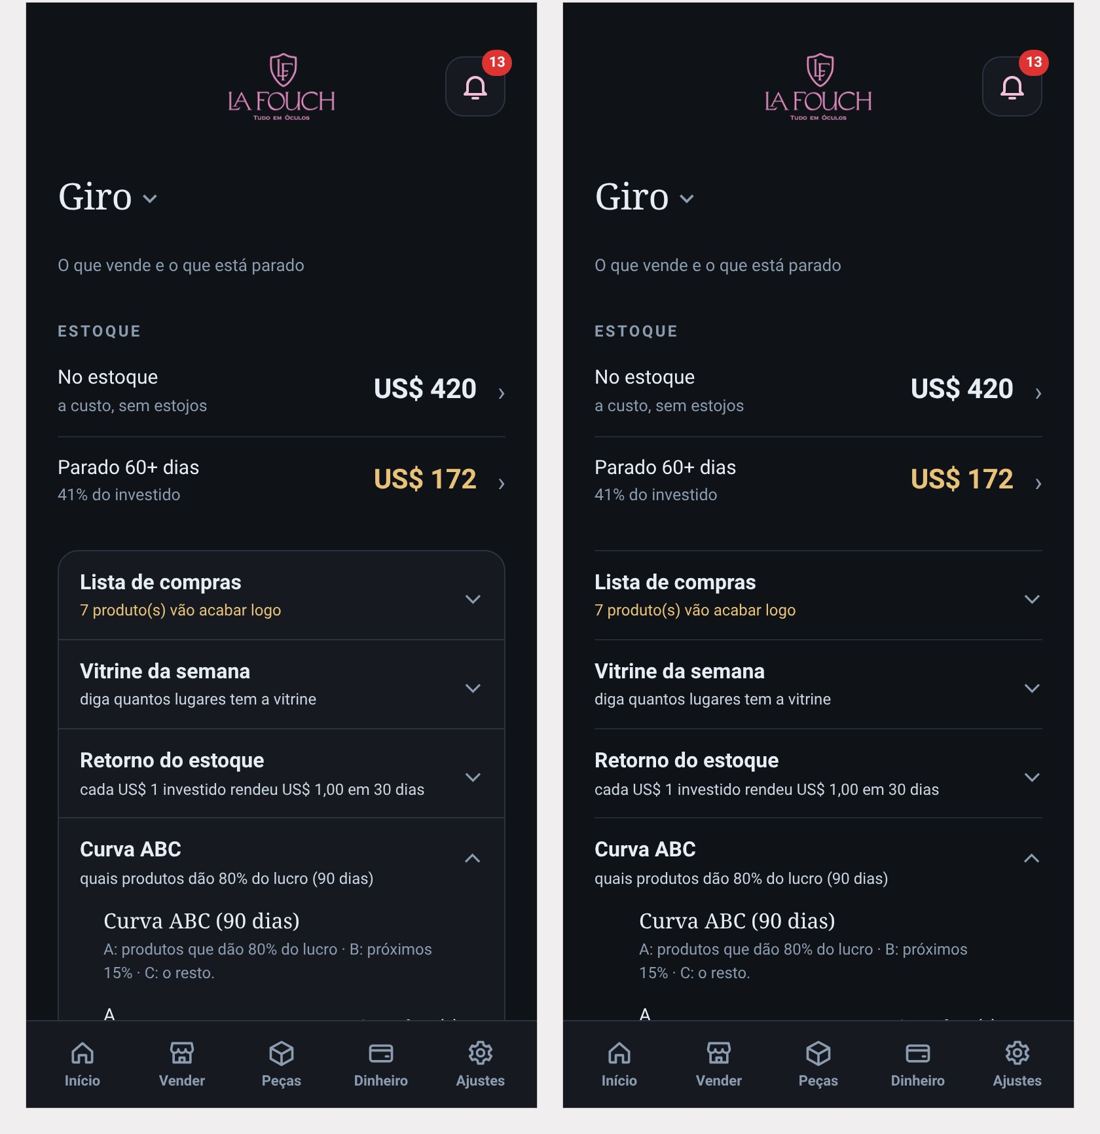 LF
LA FOUCH
TUDO EM ÓCULOS
13
Giro
O que vende e o que está parado
ESTOQUE
No estoque
a custo, sem estojos
US$ 420
Parado 60+ dias
41% do investido
US$ 172
Lista de compras
7 produto(s) vão acabar logo
Vitrine da semana
diga quantos lugares tem a vitrine
Retorno do estoque
cada US$ 1 investido rendeu US$ 1,00 em 30 dias
Curva ABC
quais produtos dão 80% do lucro (90 dias)
Curva ABC (90 dias)
A: produtos que dão 80% do lucro · B: próximos
15% · C: o resto.
A
Início
Vender
Peças
Dinheiro
Ajustes
LF
LA FOUCH
TUDO EM ÓCULOS
13
Giro
O que vende e o que está parado
ESTOQUE
No estoque
a custo, sem estojos
US$ 420
Parado 60+ dias
41% do investido
US$ 172
Lista de compras
7 produto(s) vão acabar logo
Vitrine da semana
diga quantos lugares tem a vitrine
Retorno do estoque
cada US$ 1 investido rendeu US$ 1,00 em 30 dias
Curva ABC
quais produtos dão 80% do lucro (90 dias)
Curva ABC (90 dias)
A: produtos que dão 80% do lucro · B: próximos
15% · C: o resto.
A
Início
Vender
Peças
Dinheiro
Ajustes